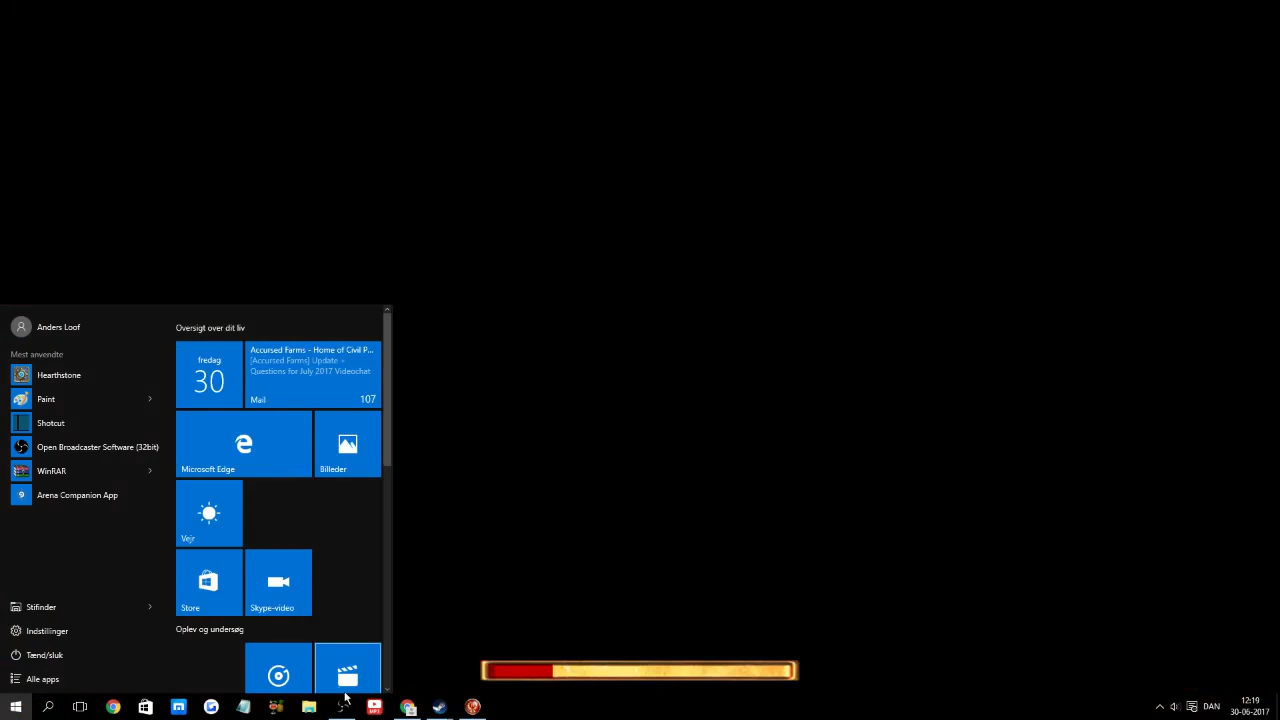 Anders Loof
Mest anvendte
Hearthstone
Paint
Shotcut
Open Broadcaster Software (32bit)
WinRAR
Arena Companion App
Stifinder
Indstillinger
Tænd/sluk
Alle apps
Oversigt over dit liv
fredag
30
Accursed Farms - Home of Civil P...
[Accursed Farms] Update +
Questions for July 2017 Videochat
Mail 107
Microsoft Edge
Billeder
Vejr
Store
Skype-video
Oplev og undersøg
MP3
DAN
12:19
30-06-2017